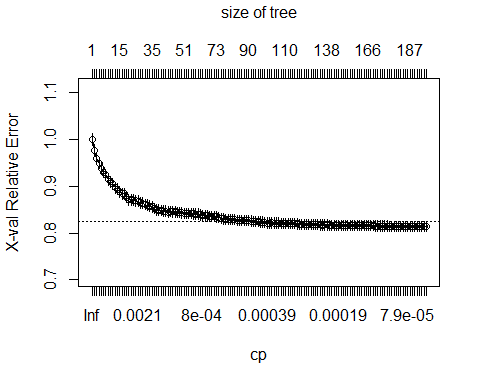 size of tree
1 15 35 51 73 90 110 138 166 187
X-val Relative Error
1.1
1.0
0.9
0.8
0.7
Inf 0.0021 8e-04 0.00039 0.00019 7.9e-05
cp